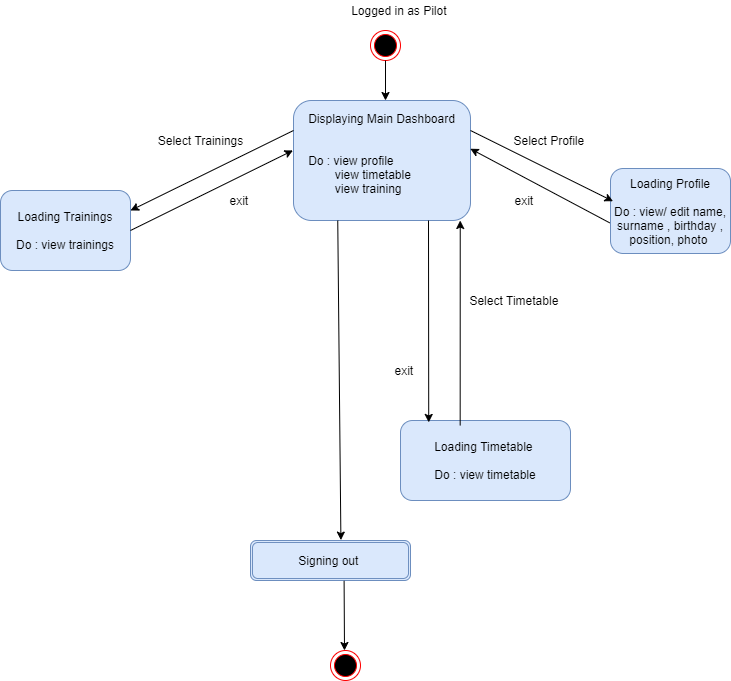 Logged in as Pilot
Displaying Main Dashboard
Do : view profile
view timetable
view training
Select Trainings
exit
Select Profile
exit
Loading Trainings
Do : view trainings
Loading Profile
Do : view/ edit name,
surname , birthday ,
position, photo
Select Timetable
exit
Loading Timetable
Do : view timetable
Signing out